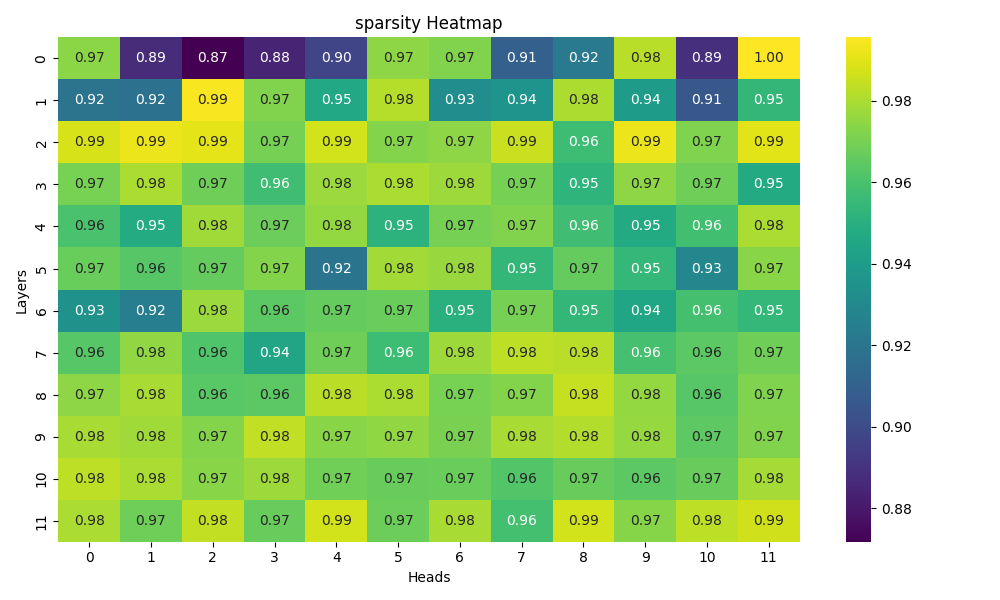 sparsity Heatmap
0 0.97 0.89 0.87 0.88 0.90 0.97 0.97 0.91 0.92 0.98 0.89 1.00
1 0.92 0.92 0.99 0.97 0.95 0.98 0.93 0.94 0.98 0.94 0.91 0.95
2 0.99 0.99 0.99 0.97 0.99 0.97 0.97 0.99 0.96 0.99 0.97 0.99
3 0.97 0.98 0.97 0.96 0.98 0.98 0.98 0.97 0.95 0.97 0.97 0.95
4 0.96 0.95 0.98 0.97 0.98 0.95 0.97 0.97 0.96 0.95 0.96 0.98
5 0.97 0.96 0.97 0.97 0.92 0.98 0.98 0.95 0.97 0.95 0.93 0.97
6 0.93 0.92 0.98 0.96 0.97 0.97 0.95 0.97 0.95 0.94 0.96 0.95
7 0.96 0.98 0.96 0.94 0.97 0.96 0.98 0.98 0.98 0.96 0.96 0.97
8 0.97 0.98 0.96 0.96 0.98 0.98 0.97 0.97 0.98 0.98 0.96 0.97
9 0.98 0.98 0.97 0.98 0.97 0.97 0.97 0.98 0.98 0.98 0.97 0.97
10 0.98 0.98 0.97 0.98 0.97 0.97 0.97 0.96 0.97 0.96 0.97 0.98
11 0.98 0.97 0.98 0.97 0.99 0.97 0.98 0.96 0.99 0.97 0.98 0.99
0 1 2 3 4 5 6 7 8 9 10 11
Heads
Layers
0.98
0.96
0.94
0.92
0.90
0.88